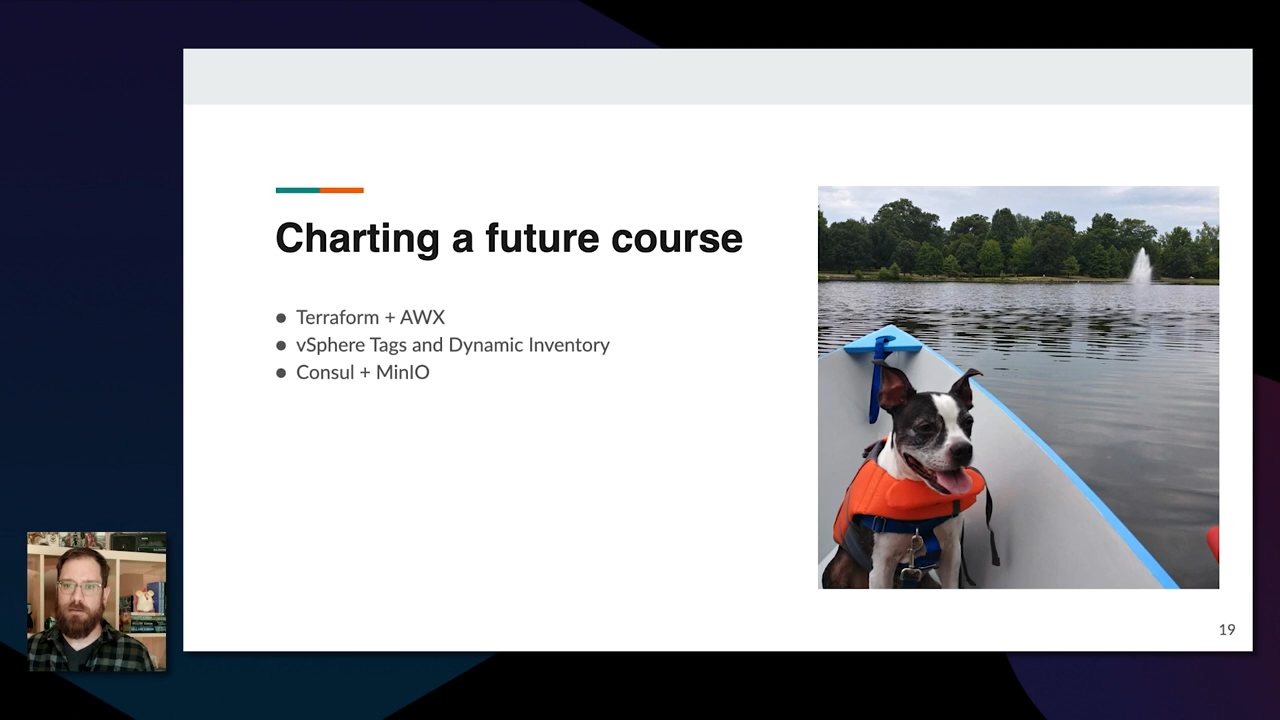 Charting a future course
● Terraform + AWX
● vSphere Tags and Dynamic Inventory
● Consul + MinIO
19